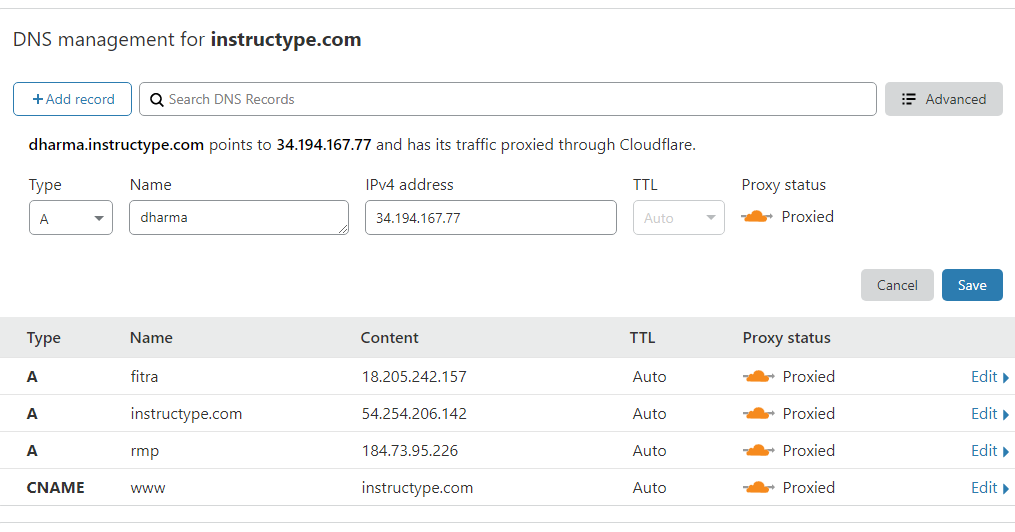 DNS management for instructype.com
+ Add record Search DNS Records Advanced
dharma.instructype.com points to 34.194.167.77 and has its traffic proxied through Cloudflare.
Type Name IPv4 address TTL Proxy status
A dharma 34.194.167.77 Auto Proxied
Cancel Save
Type Name Content TTL Proxy status
A fitra 18.205.242.157 Auto Proxied Edit
A instructype.com 54.254.206.142 Auto Proxied Edit
A rmp 184.73.95.226 Auto Proxied Edit
CNAME www instructype.com Auto Proxied Edit